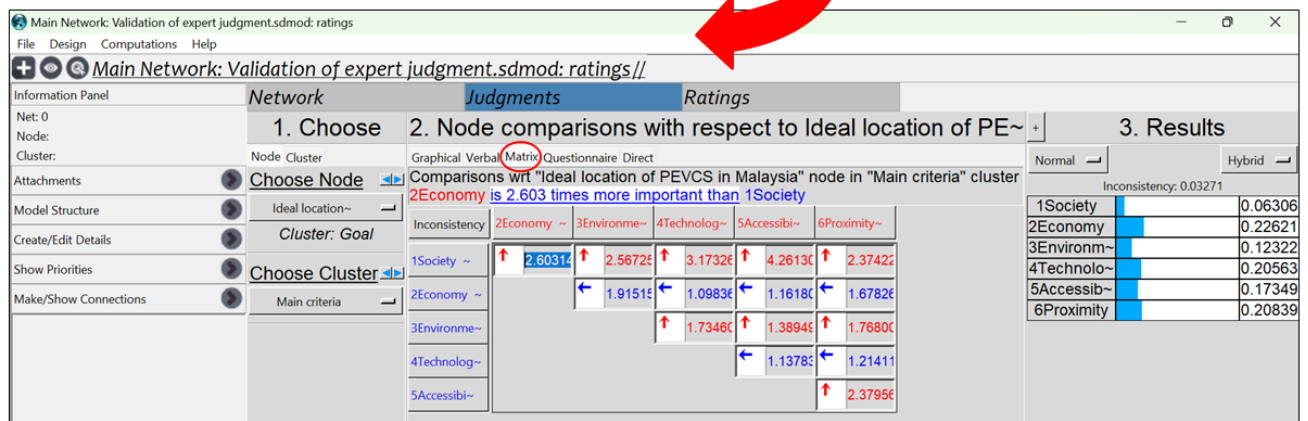 Main Network: Validation of expert judgment.sdmod: ratings
File Design Computations Help
Main Network: Validation of expert judgment.sdmod: ratings//
Information Panel
Net: 0
Node:
Cluster:
Attachments
Model Structure
Create/Edit Details
Show Priorities
Make/Show Connections
Network Judgments Ratings
1. Choose
Node Cluster
Choose Node
Ideal location~
Cluster: Goal
Choose Cluster
Main criteria
2. Node comparisons with respect to Ideal location of PE~
Graphical Verbal Matrix Questionnaire Direct
Comparisons wrt "Ideal location of PEVCS in Malaysia" node in "Main criteria" cluster
2Economy is 2.603 times more important than 1Society
Inconsistency 2Economy ~ 3Environme~ 4Technolog~ 5Accessibi~ 6Proximity~
1Society ~ 2.60314 2.56725 3.17326 4.26130 2.37422
2Economy ~ 1.91515 1.09836 1.16180 1.67826
3Environme~ 1.73460 1.38949 1.76800
4Technolog~ 1.13783 1.21411
5Accessibi~ 2.37956
+ 3. Results
Normal Hybrid
Inconsistency: 0.03271
1Society 0.06306
2Economy 0.22621
3Environm~ 0.12322
4Technolo~ 0.20563
5Accessib~ 0.17349
6Proximity 0.20839